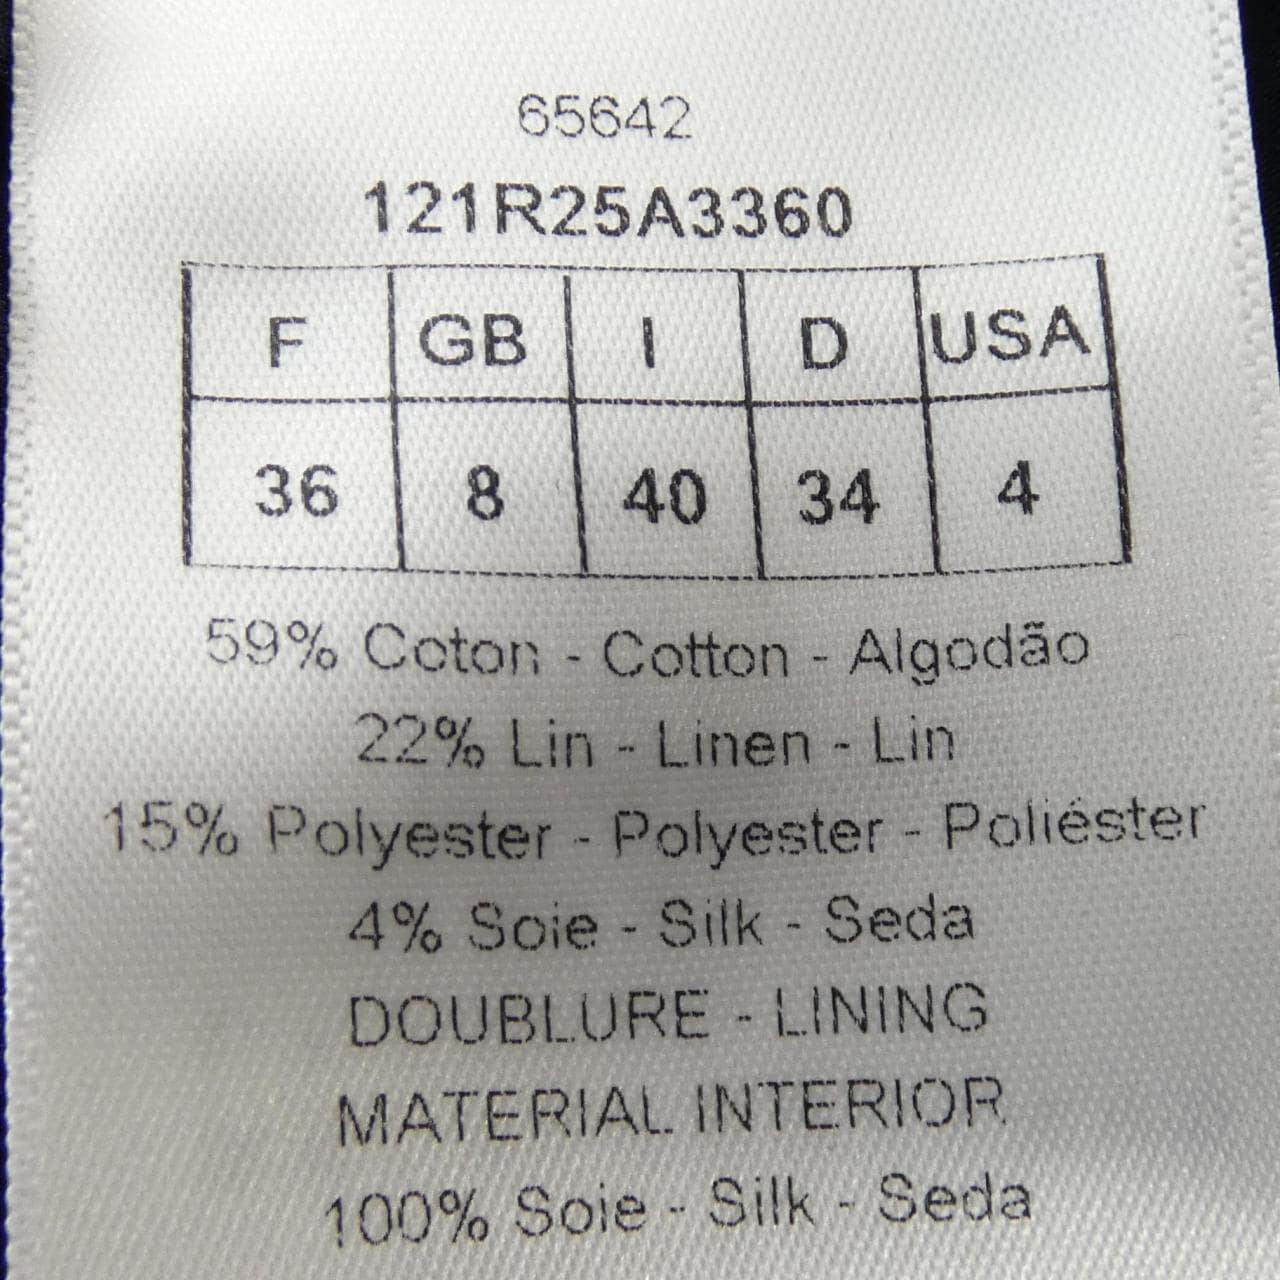 65642
121R25A3360
F GB I D USA
36 8 40 34 4
59% Coton - Cotton - Algodão
22% Lin - Linen - Lin
15% Polyester - Polyester - Poliéster
4% Soie - Silk - Seda
DOUBLURE - LINING
MATERIAL INTERIOR
100% Soie - Silk - Seda